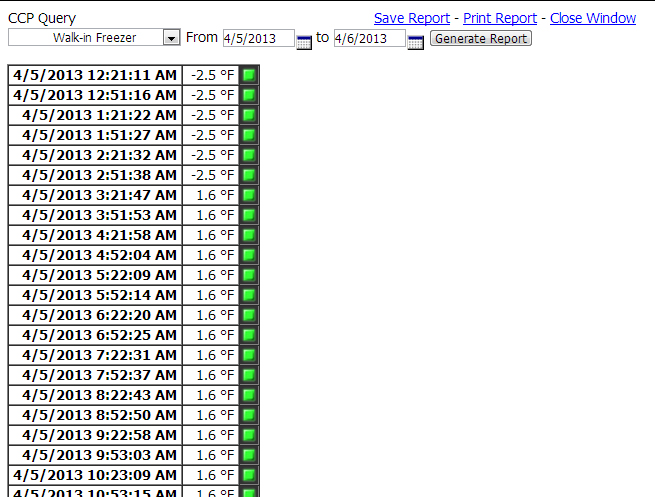 CCP Query Save Report - Print Report - Close Window
Walk-in Freezer From 4/5/2013 to 4/6/2013 Generate Report
4/5/2013 12:21:11 AM -2.5 °F
4/5/2013 12:51:16 AM -2.5 °F
4/5/2013 1:21:22 AM -2.5 °F
4/5/2013 1:51:27 AM -2.5 °F
4/5/2013 2:21:32 AM -2.5 °F
4/5/2013 2:51:38 AM -2.5 °F
4/5/2013 3:21:47 AM 1.6 °F
4/5/2013 3:51:53 AM 1.6 °F
4/5/2013 4:21:58 AM 1.6 °F
4/5/2013 4:52:04 AM 1.6 °F
4/5/2013 5:22:09 AM 1.6 °F
4/5/2013 5:52:14 AM 1.6 °F
4/5/2013 6:22:20 AM 1.6 °F
4/5/2013 6:52:25 AM 1.6 °F
4/5/2013 7:22:31 AM 1.6 °F
4/5/2013 7:52:37 AM 1.6 °F
4/5/2013 8:22:43 AM 1.6 °F
4/5/2013 8:52:50 AM 1.6 °F
4/5/2013 9:22:58 AM 1.6 °F
4/5/2013 9:53:03 AM 1.6 °F
4/5/2013 10:23:09 AM 1.6 °F
4/5/2013 10:53:15 AM 1.6 °F